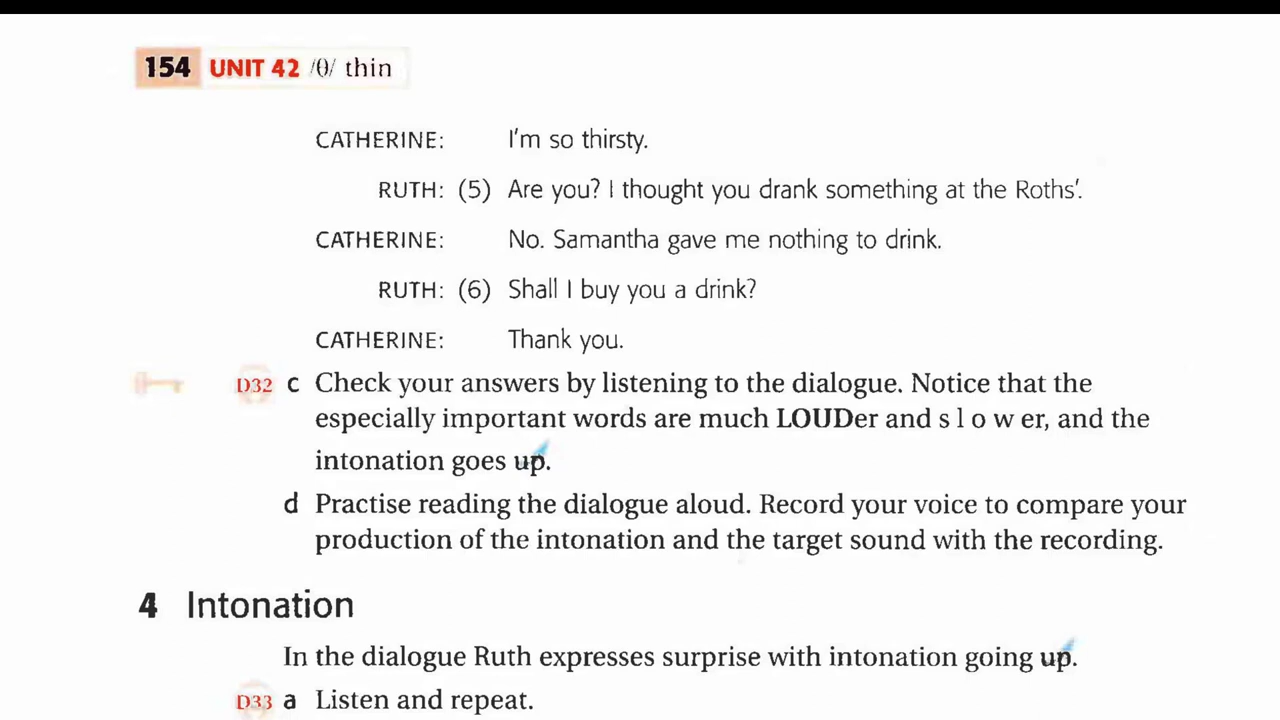 154 UNIT 42 /θ/ thin
CATHERINE: I'm so thirsty.
RUTH: (5) Are you? I thought you drank something at the Roths'.
CATHERINE: No. Samantha gave me nothing to drink.
RUTH: (6) Shall I buy you a drink?
CATHERINE: Thank you.
D32 c Check your answers by listening to the dialogue. Notice that the
especially important words are much LOUDer and s l o w er, and the
intonation goes up.
d Practise reading the dialogue aloud. Record your voice to compare your
production of the intonation and the target sound with the recording.
4 Intonation
In the dialogue Ruth expresses surprise with intonation going up.
D33 a Listen and repeat.